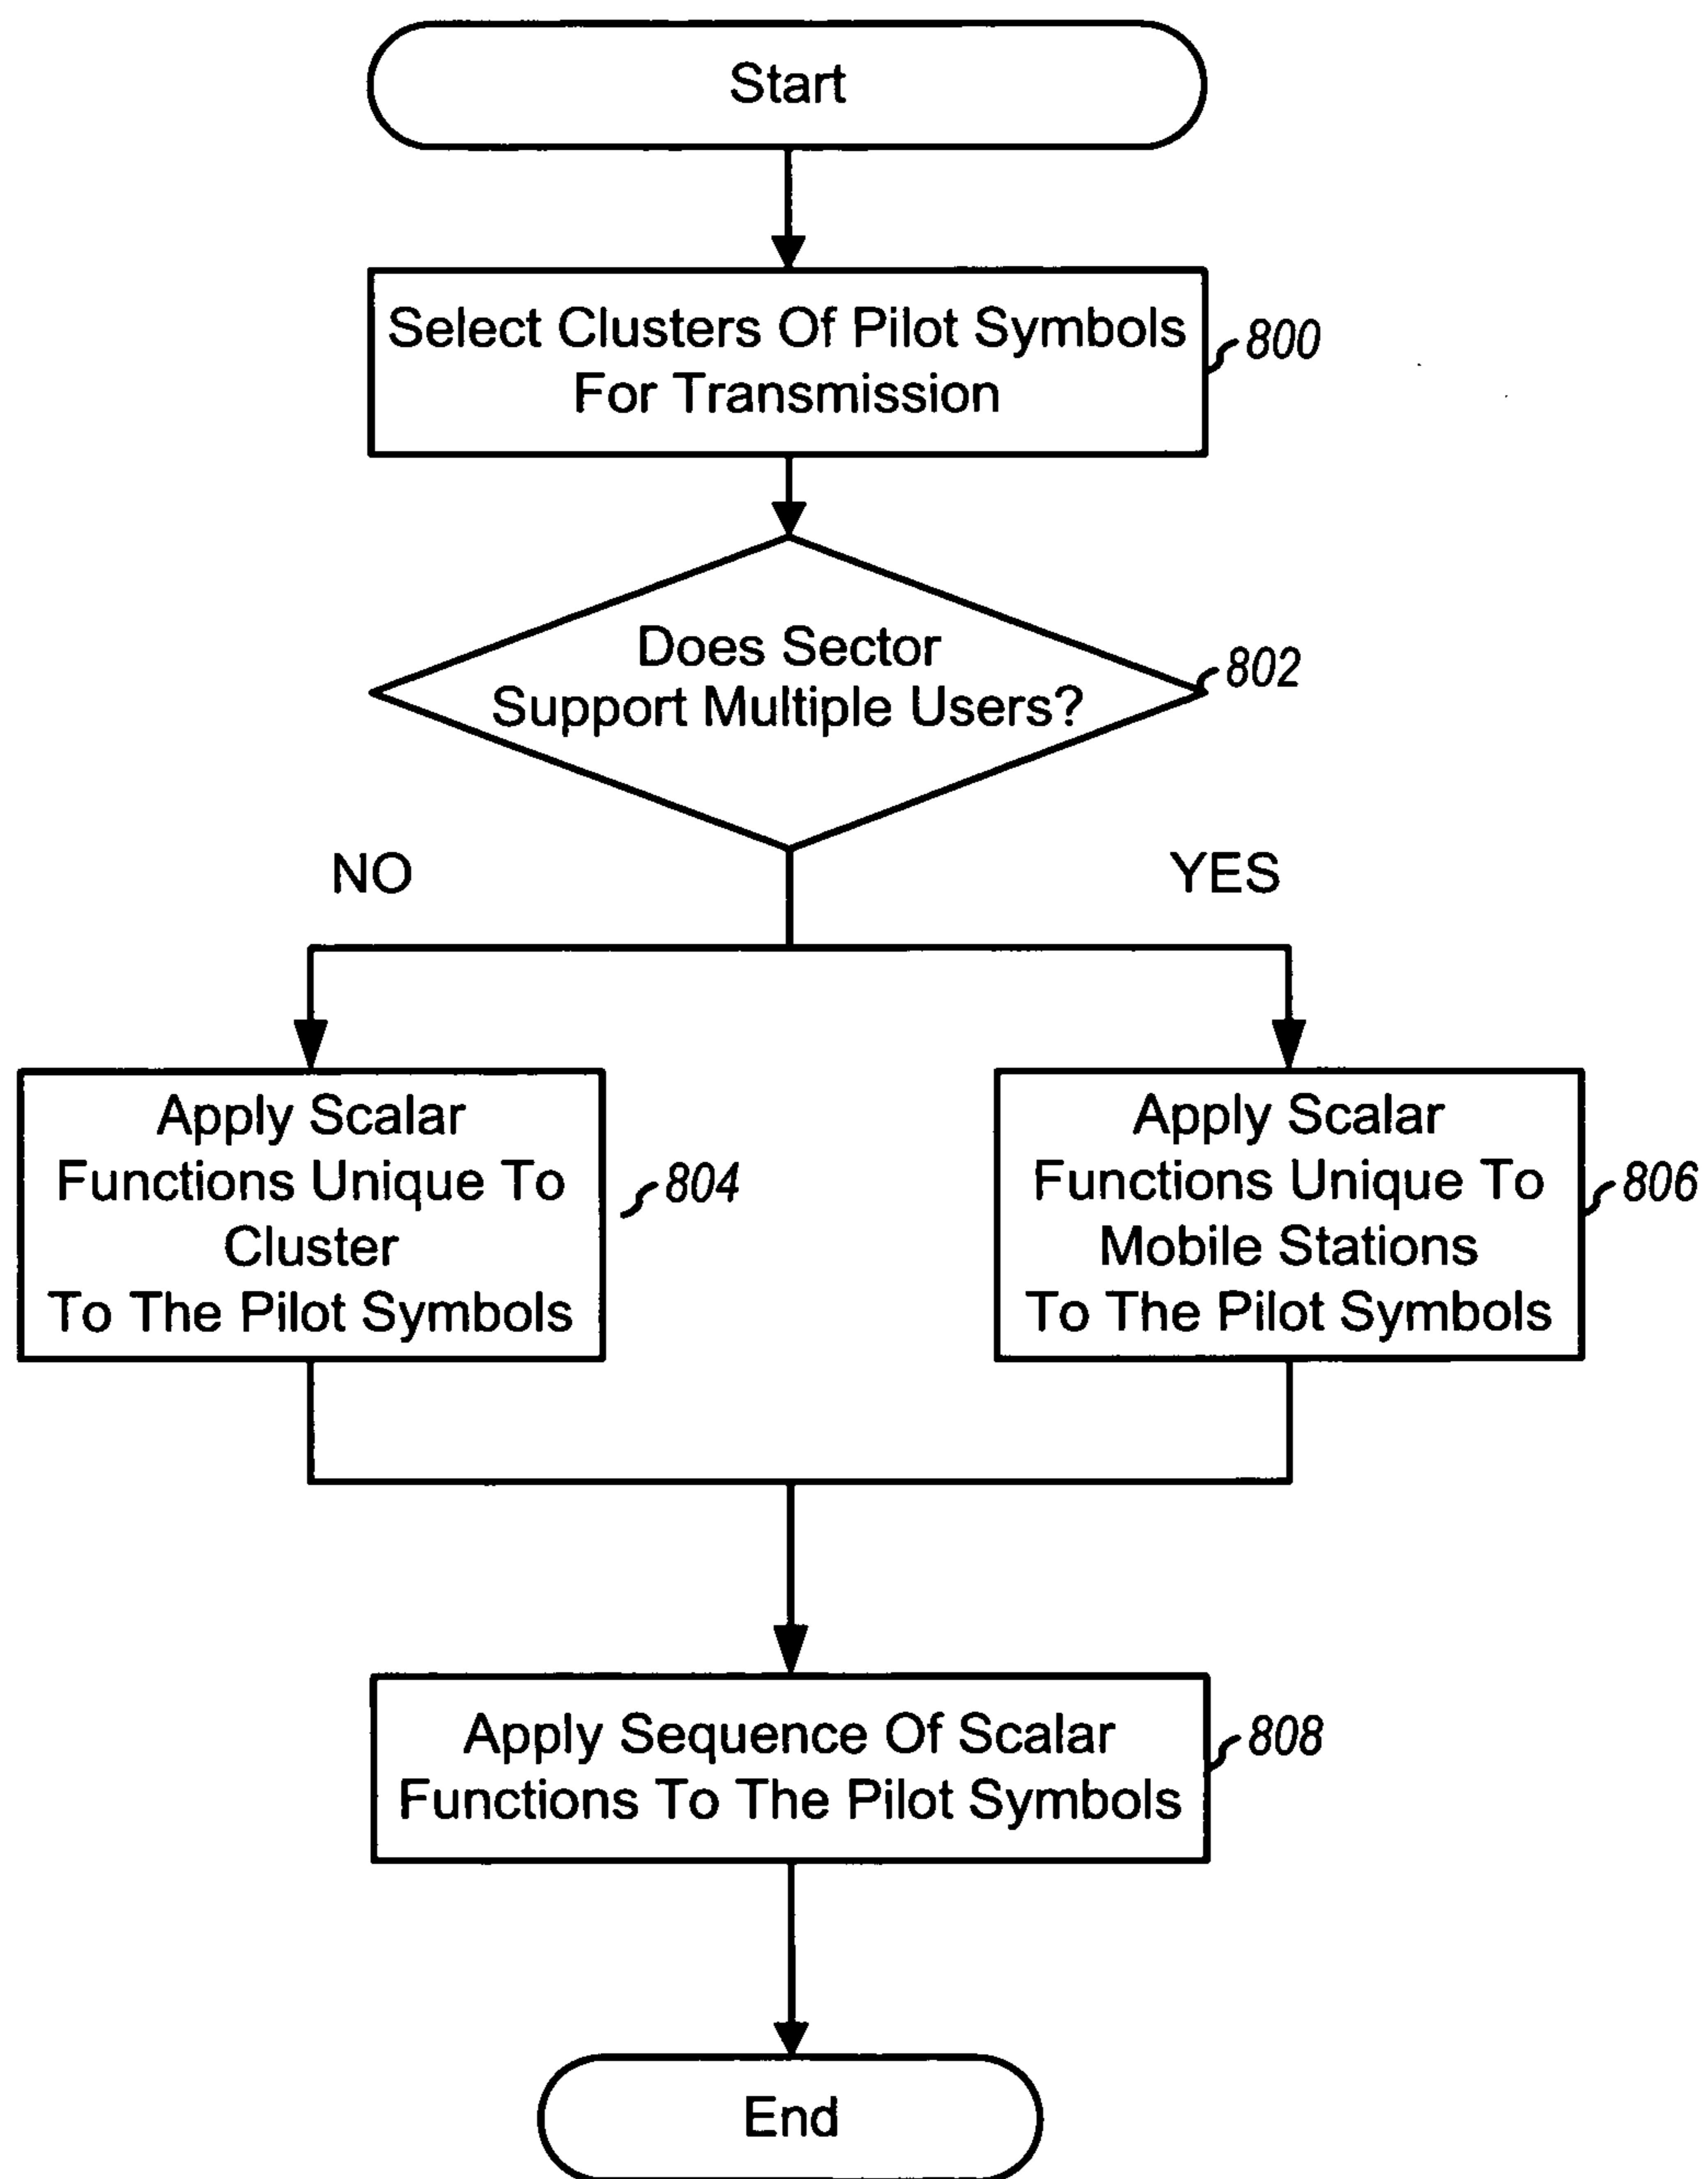 Start
Select Clusters Of Pilot Symbols
For Transmission
800
Does Sector
Support Multiple Users?
802
NO
YES
Apply Scalar
Functions Unique To
Cluster
To The Pilot Symbols
804
Apply Scalar
Functions Unique To
Mobile Stations
To The Pilot Symbols
806
Apply Sequence Of Scalar
Functions To The Pilot Symbols
808
End